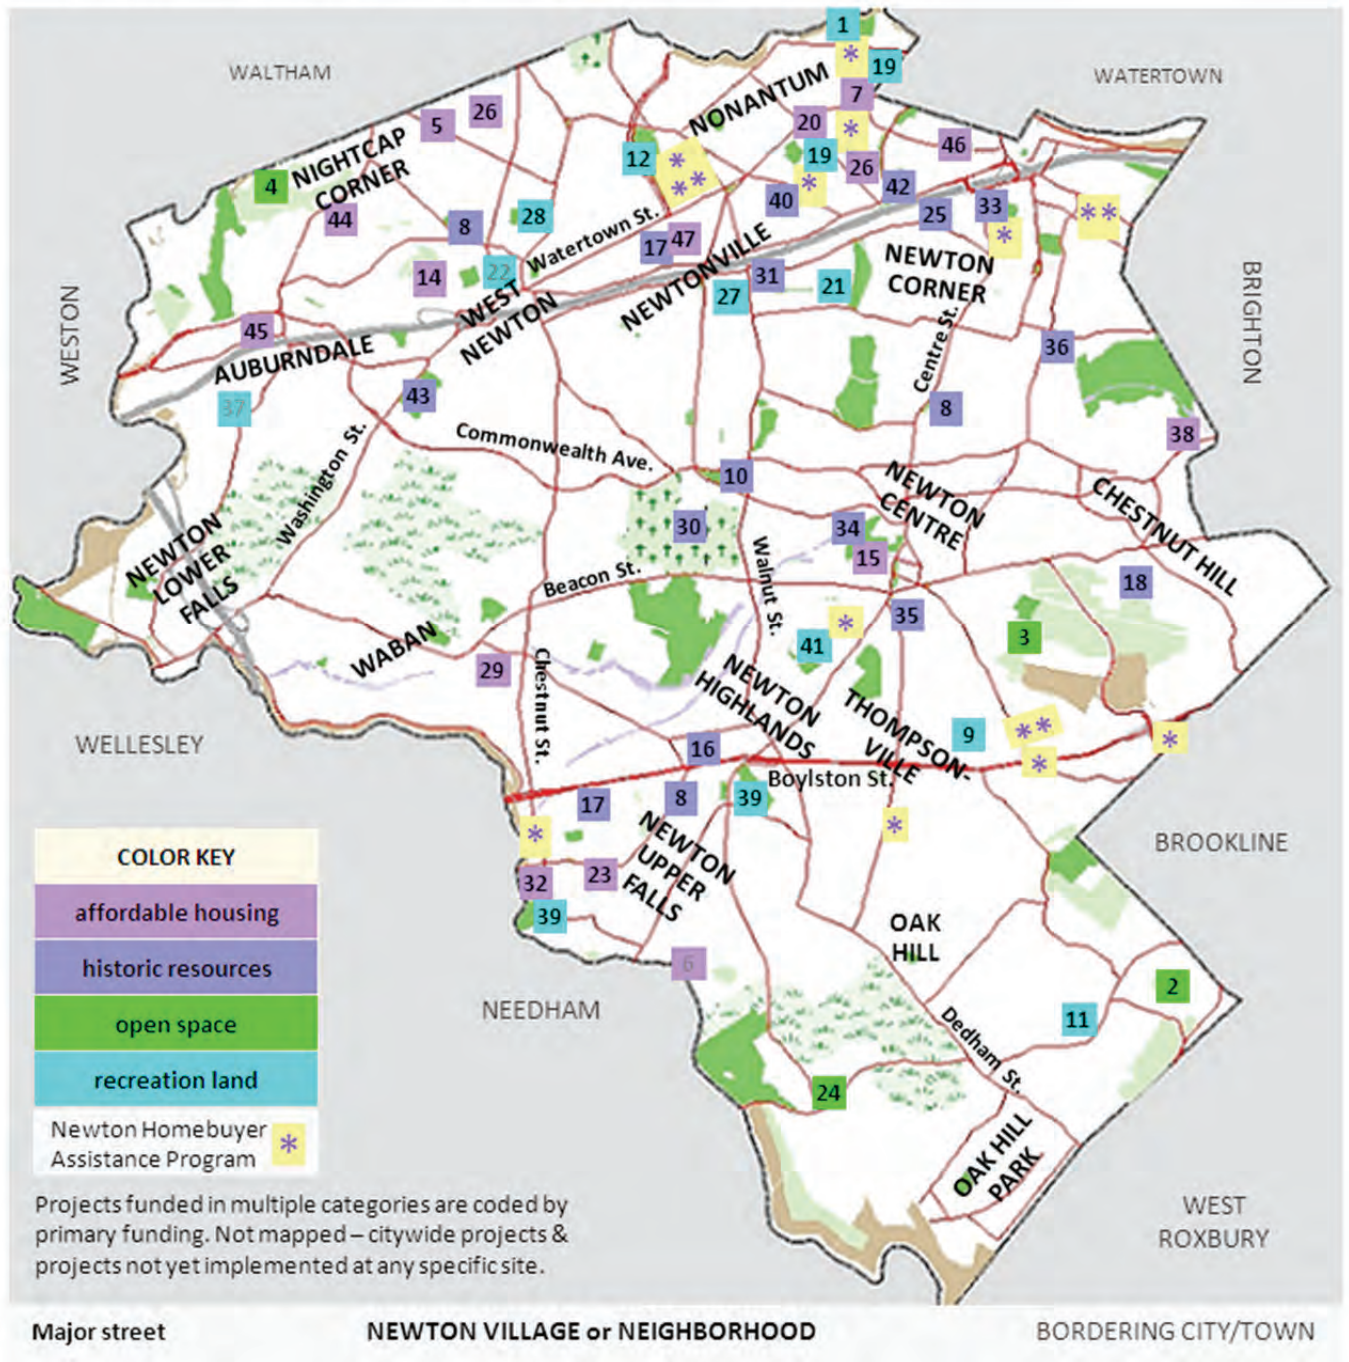 1
WALTHAM
*
19
WATERTOWN
NONANTUM
7
5
26
20
*
46
NIGHTCAP
CORNER
12
*
* *
19
26
4
*
42
44
8
28
40
25
33
* *
Watertown St.
17
47
*
14
22
NEWTONVILLE
31
NEWTON
CORNER
WEST
NEWTON
27
21
WESTON
BRIGHTON
45
AUBURNDALE
Centre St.
36
37
43
8
38
Washington St.
Commonwealth Ave.
10
NEWTON
CENTRE
CHESTNUT HILL
30
34
15
NEWTON
LOWER
FALLS
Walnut St.
Beacon St.
18
35
*
3
WABAN
41
29
Chestnut St.
NEWTON
HIGHLANDS
THOMPSON-
VILLE
WELLESLEY
16
9
* *
*
*
Boylston St.
17
8
39
*
*
NEWTON
UPPER
FALLS
BROOKLINE
COLOR KEY
affordable housing
historic resources
open space
recreation land
Newton Homebuyer
Assistance Program *
32
23
39
OAK
HILL
6
NEEDHAM
2
11
Dedham St.
24
OAK HILL
PARK
WEST
ROXBURY
Projects funded in multiple categories are coded by
primary funding. Not mapped – citywide projects &
projects not yet implemented at any specific site.
Major street
NEWTON VILLAGE or NEIGHBORHOOD
BORDERING CITY/TOWN